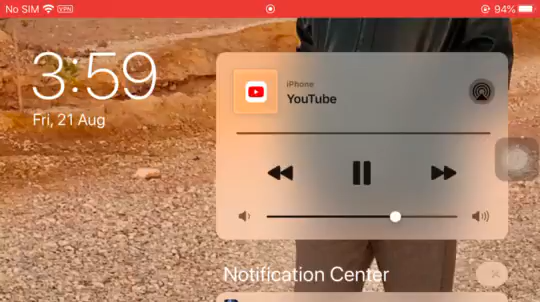 No SIM VPN 94%
3:59
Fri, 21 Aug
iPhone
YouTube
Notification Center